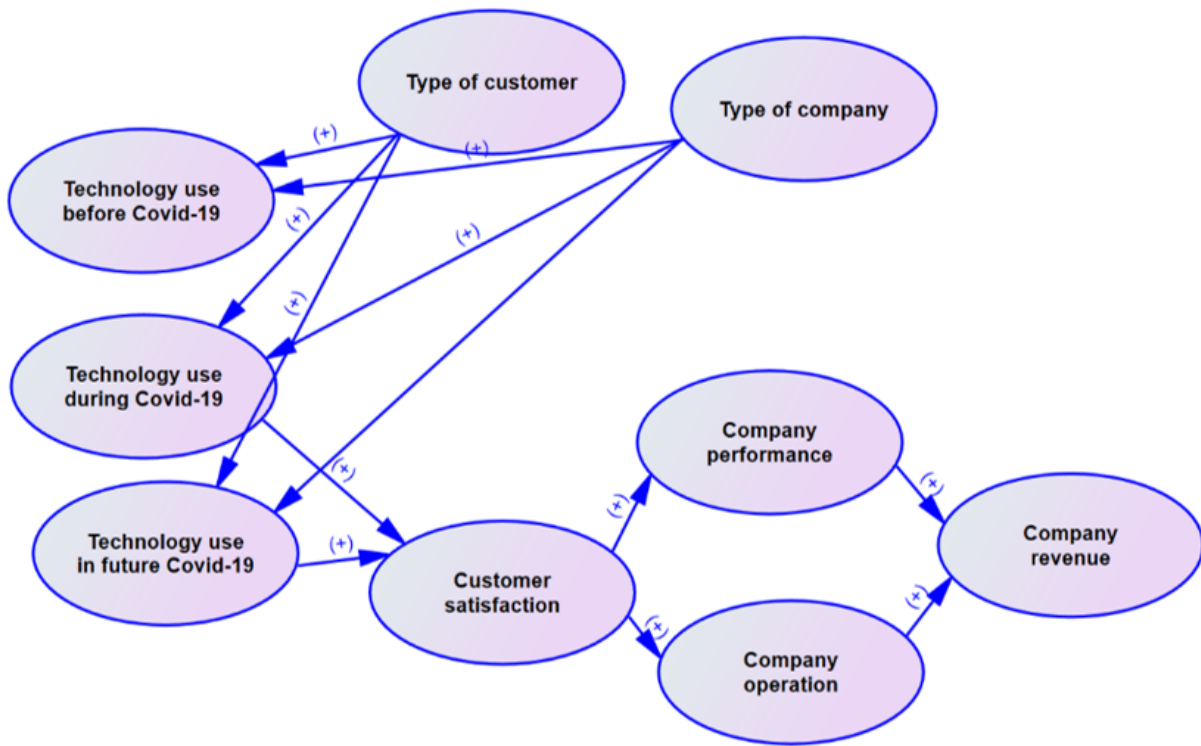 Type of customer
Type of company
(+)
(+)
Technology use
before Covid-19
(+)
(+)
(+)
Technology use
during Covid-19
Company
performance
(+)
(+)
(+)
Technology use
in future Covid-19
(+)
Customer
satisfaction
Company
revenue
(+)
(+)
Company
operation